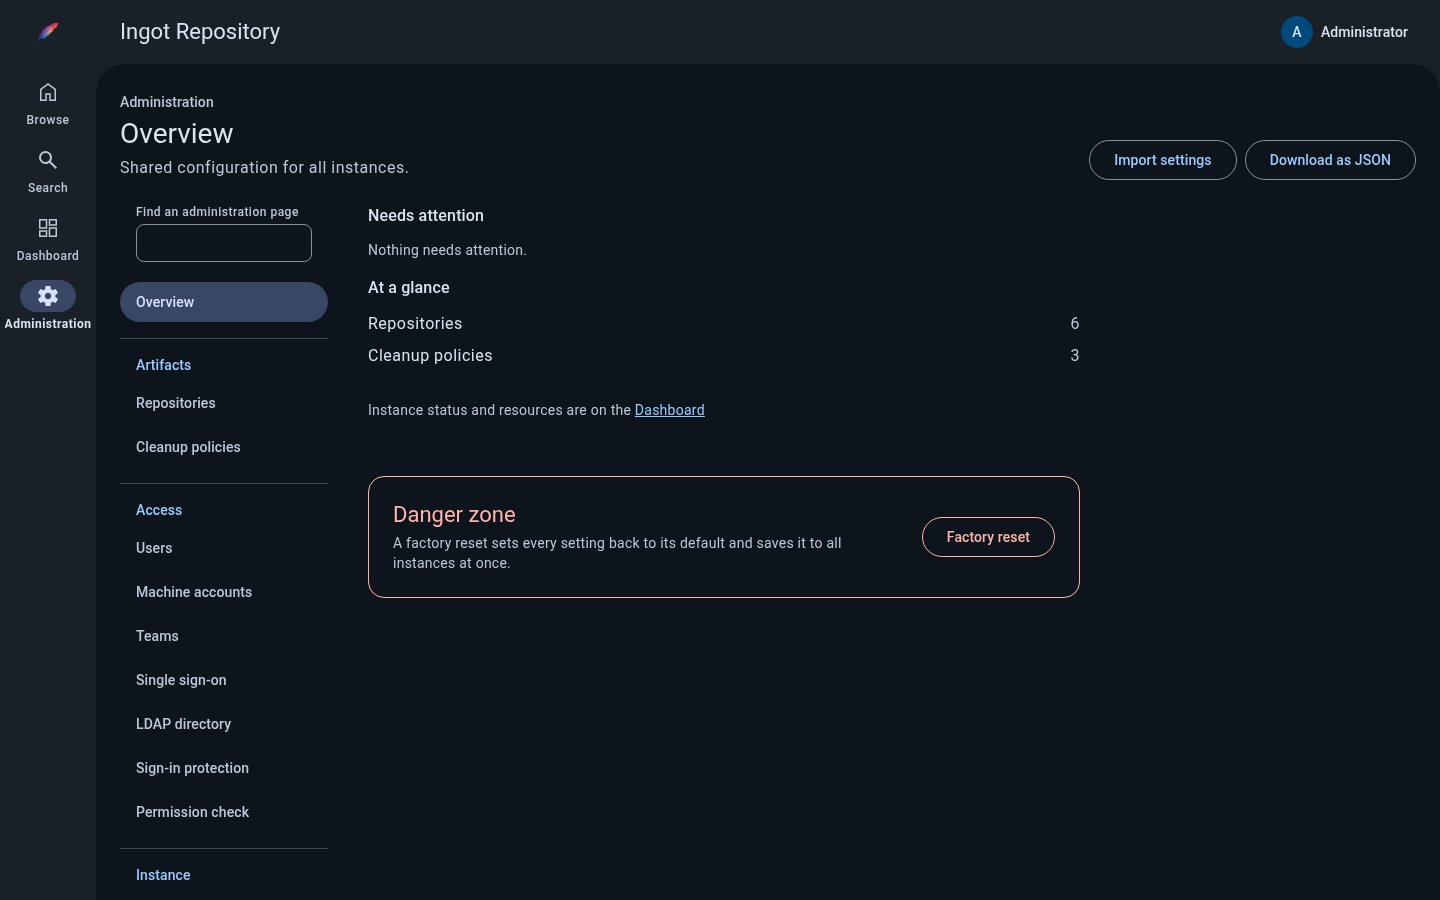 Ingot Repository
A
Administrator
Browse
Search
Dashboard
Administration
Administration
Overview
Shared configuration for all instances.
Import settings
Download as JSON
Find an administration page
Overview
Artifacts
Repositories
Cleanup policies
Access
Users
Machine accounts
Teams
Single sign-on
LDAP directory
Sign-in protection
Permission check
Instance
Needs attention
Nothing needs attention.
At a glance
Repositories 6
Cleanup policies 3
Instance status and resources are on the Dashboard
Danger zone
A factory reset sets every setting back to its default and saves it to all
instances at once.
Factory reset